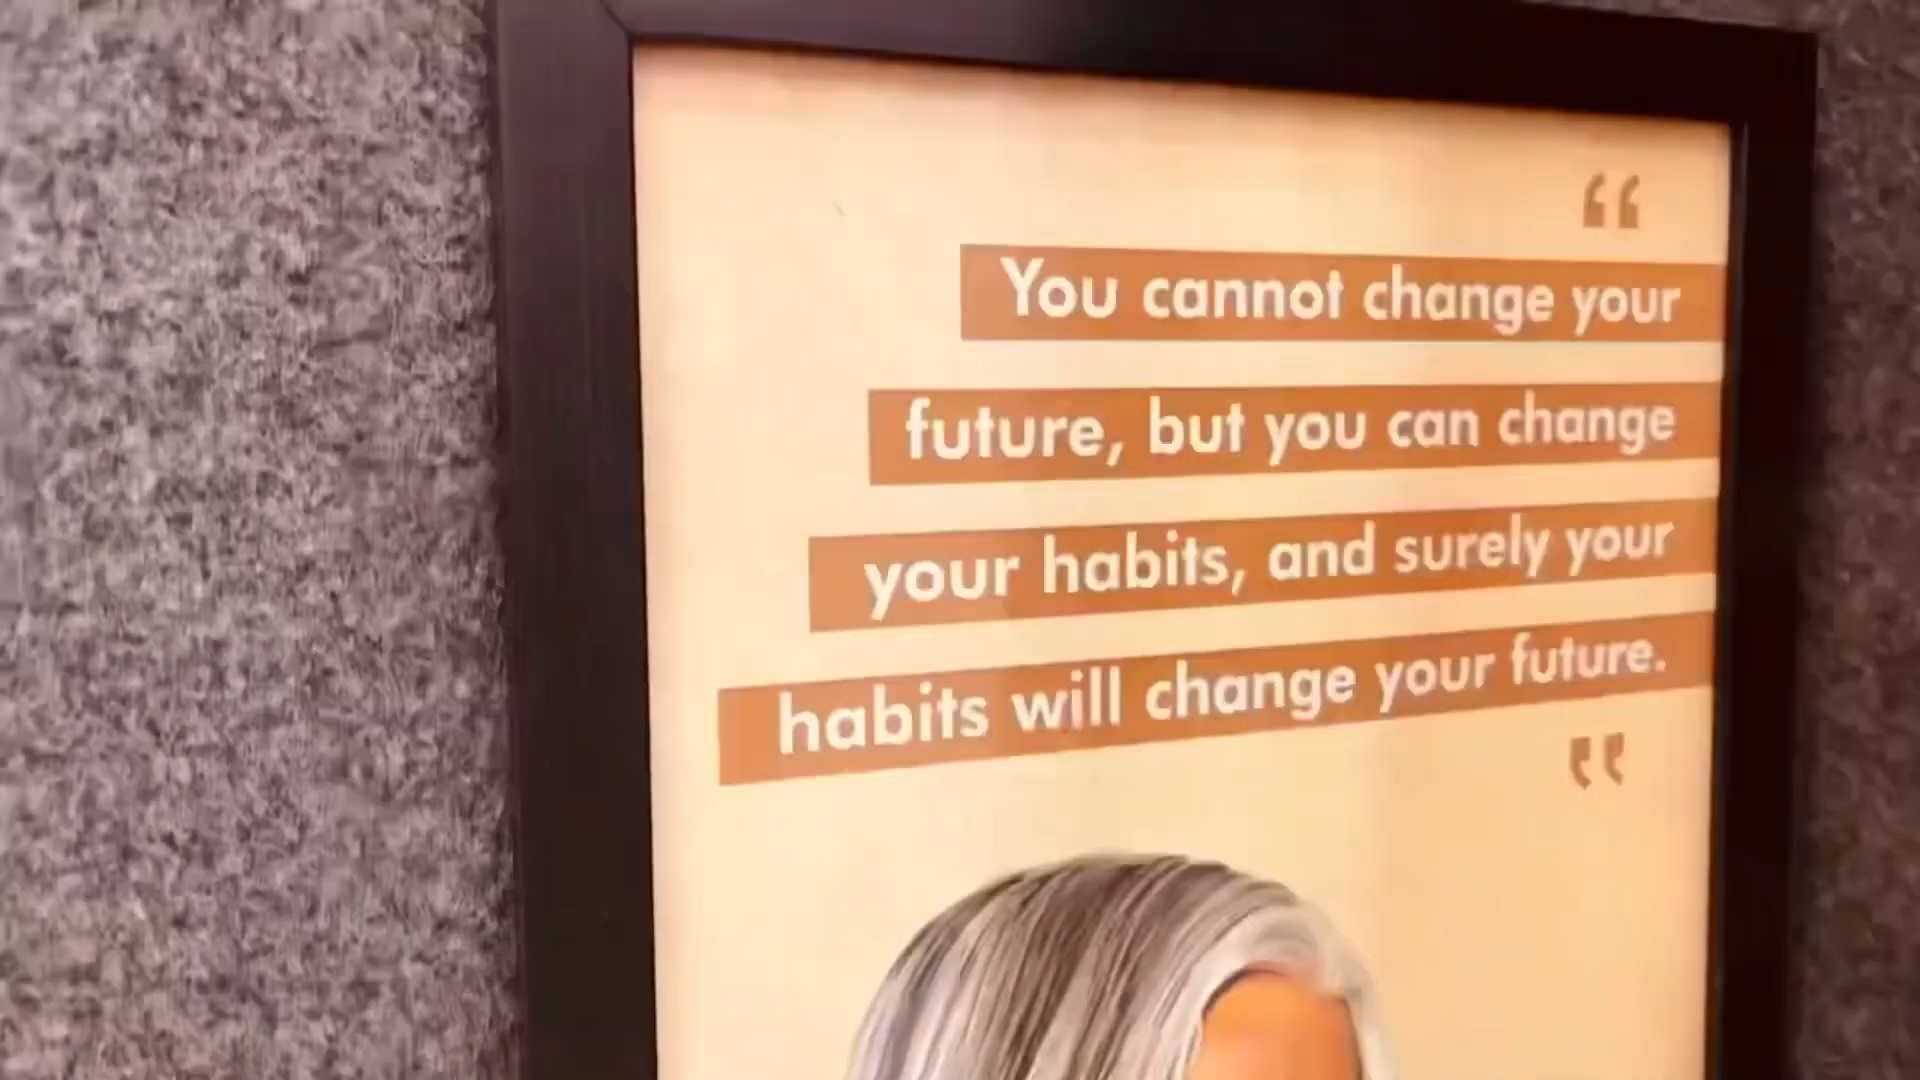 “
You cannot change your
future, but you can change
your habits, and surely your
habits will change your future.
”